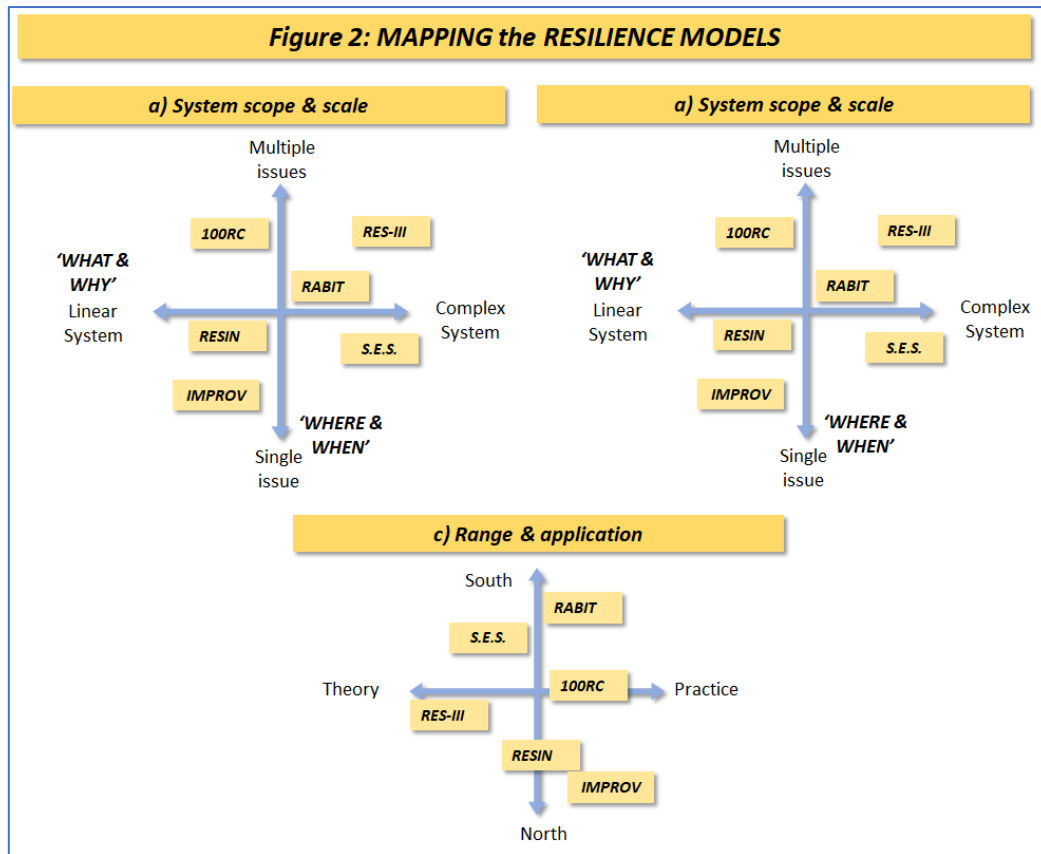 Figure 2: MAPPING the RESILIENCE MODELS
a) System scope & scale
Multiple
issues
100RC
RES-III
‘WHAT &
WHY’
RABIT
Linear
System
Complex
System
RESIN
S.E.S.
IMPROV
‘WHERE &
WHEN’
Single
issue
a) System scope & scale
Multiple
issues
100RC
RES-III
‘WHAT &
WHY’
RABIT
Linear
System
Complex
System
RESIN
S.E.S.
IMPROV
‘WHERE &
WHEN’
Single
issue
c) Range & application
South
RABIT
S.E.S.
Theory
100RC
Practice
RES-III
RESIN
IMPROV
North